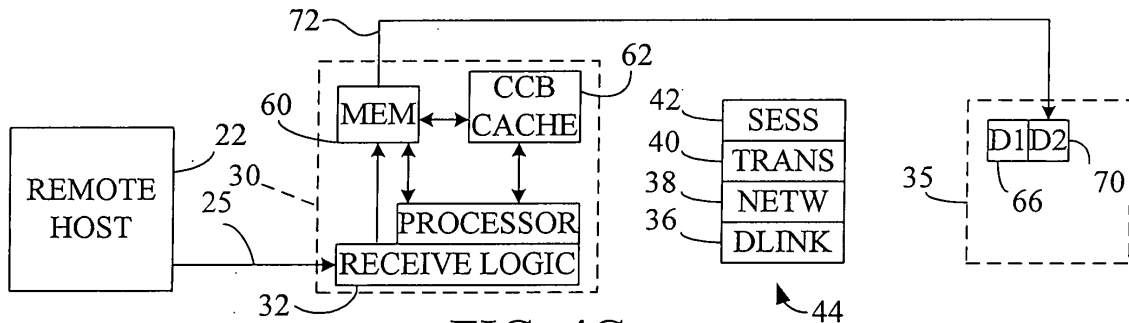 72
62
CCB
CACHE
60
MEM
42
SESS
22
40
TRANS
D1
D2
REMOTE
HOST
30
38
NETW
35
66
70
25
PROCESSOR
36
DLINK
RECEIVE LOGIC
32
44